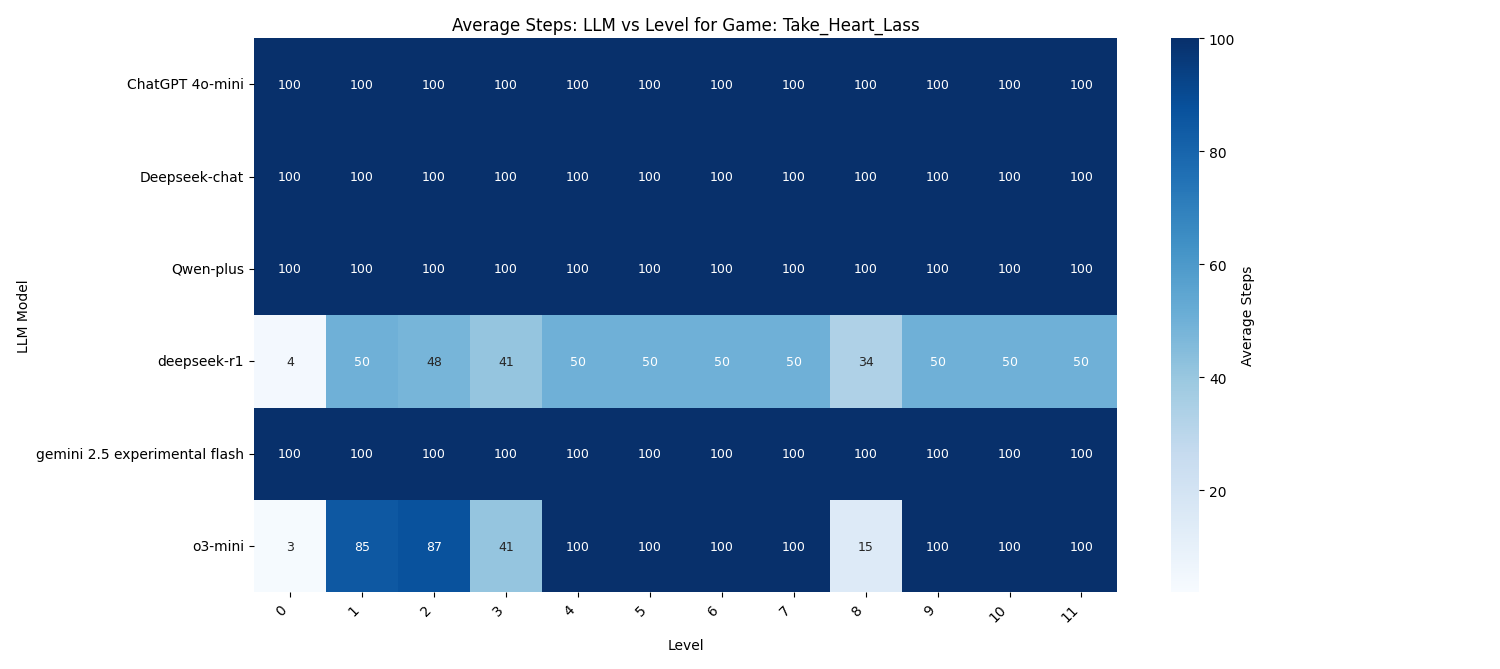 Average Steps: LLM vs Level for Game: Take_Heart_Lass
LLM Model
ChatGPT 4o-mini 100 100 100 100 100 100 100 100 100 100 100 100
Deepseek-chat 100 100 100 100 100 100 100 100 100 100 100 100
Qwen-plus 100 100 100 100 100 100 100 100 100 100 100 100
deepseek-r1 4 50 48 41 50 50 50 50 34 50 50 50
gemini 2.5 experimental flash 100 100 100 100 100 100 100 100 100 100 100 100
o3-mini 3 85 87 41 100 100 100 100 15 100 100 100
0 1 2 3 4 5 6 7 8 9 10 11
Level
100
80
60
40
20
Average Steps